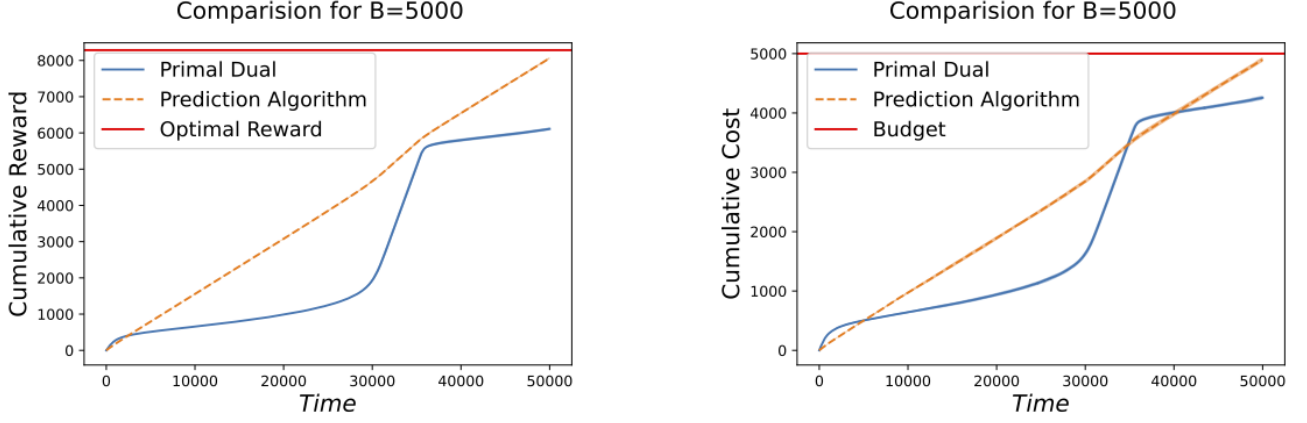 Comparision for B=5000
8000
7000
6000
5000
4000
3000
2000
1000
0
Cumulative Reward
Primal Dual
Prediction Algorithm
Optimal Reward
0 10000 20000 30000 40000 50000
Time
Comparision for B=5000
5000
4000
3000
2000
1000
0
Cumulative Cost
Primal Dual
Prediction Algorithm
Budget
0 10000 20000 30000 40000 50000
Time